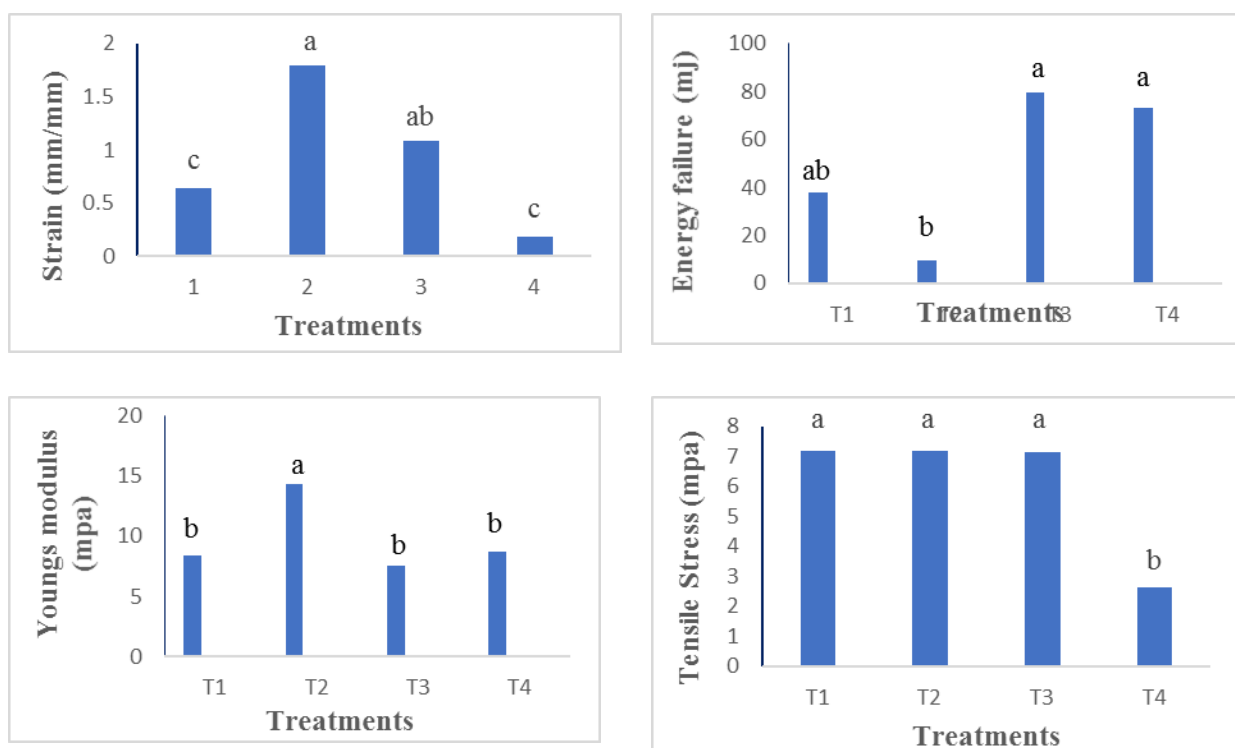 Strain (mm/mm)
2
1.5
1
0.5
0
c
a
ab
c
1 2 3 4
Treatments
Energy failure (mj)
100
80
60
40
20
0
ab
b
a
a
T1 T2 T3 T4
Treatments
Youngs modulus
(mpa)
20
15
10
5
0
b
a
b
b
T1 T2 T3 T4
Treatments
Tensile Stress (mpa)
8
7
6
5
4
3
2
1
0
a
a
a
b
T1 T2 T3 T4
Treatments